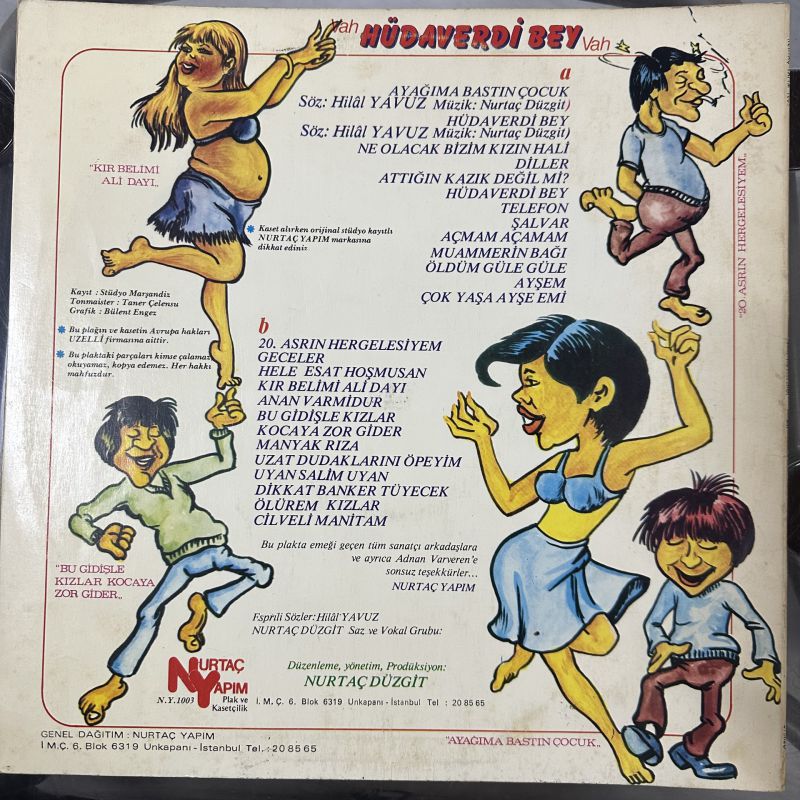 Vah HÜDAVERDİ BEY Vah
a
AYAĞIMA BASTIN ÇOCUK
Söz: Hilâl YAVUZ Müzik: Nurtaç Düzgit)
HÜDAVERDİ BEY
Söz: Hilâl YAVUZ Müzik: Nurtaç Düzgit)
NE OLACAK BİZİM KIZIN HALİ
DİLLER
ATTIĞIN KAZIK DEĞİL Mİ?
HÜDAVERDİ BEY
TELEFON
ŞALVAR
AÇMAM AÇAMAM
MUAMMERİN BAĞI
ÖLDÜM GÜLE GÜLE
AYŞEM
ÇOK YAŞA AYŞE EMİ
"KIR BELİMİ
ALİ DAYI„
"20. ASRIN HERGELESİYEM„
Kaset alırken orijinal stüdyo kayıtlı
NURTAÇ YAPIM markasına
dikkat ediniz
Kayıt : Stüdyo Marşandiz
Tonmaister : Taner Çelensu
Grafik : Bülent Engez
Bu plağın ve kasetin Avrupa hakları
UZELLİ firmasına aittir.
Bu plaktaki parçaları kimse çalamaz
okuyamaz, kopya edemez. Her hakkı
mahfuzdur.
b
20. ASRIN HERGELESİYEM
GECELER
HELE ESAT HOŞMUSAN
KIR BELİMİ ALİ DAYI
ANAN VARMİDUR
BU GİDİŞLE KIZLAR
KOCAYA ZOR GİDER
MANYAK RIZA
UZAT DUDAKLARINI ÖPEYİM
UYAN SALİM UYAN
DİKKAT BANKER TÜYECEK
ÖLÜREM KIZLAR
CİLVELİ MANİTAM
Bu plakta emeği geçen tüm sanatçı arkadaşlara
ve ayrıca Adnan Varveren'e
sonsuz teşekkürler...
NURTAÇ YAPIM
"BU GİDİŞLE
KIZLAR KOCAYA
ZOR GİDER„
Esprili Sözler: Hilâl YAVUZ
NURTAÇ DÜZGİT Saz ve Vokal Grubu:
NURTAÇ
YAPIM
N.Y.1003
Plak ve
Kasetçilik
Düzenleme, yönetim, Prodüksiyon:
NURTAÇ DÜZGİT
İ.M.Ç. 6. Blok 6319 Unkapanı - İstanbul Tel : 20 85 65
GENEL DAĞITIM : NURTAÇ YAPIM
İ.M.Ç. 6. Blok 6319 Unkapanı - İstanbul Tel. : 20 85 65
"AYAĞIMA BASTIN ÇOCUK„